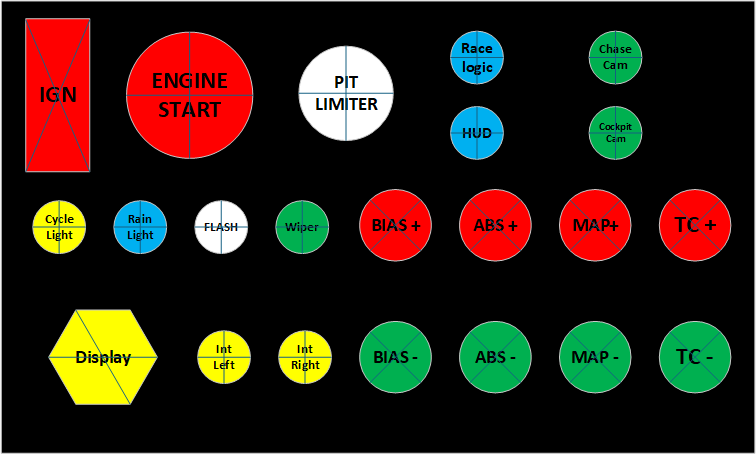 IGN
ENGINE
START
PIT
LIMITER
Race
logic
Chase
Cam
HUD
Cockpit
Cam
Cycle
Light
Rain
Light
FLASH
Wiper
BIAS +
ABS +
MAP+
TC +
Display
Int
Left
Int
Right
BIAS -
ABS -
MAP -
TC -